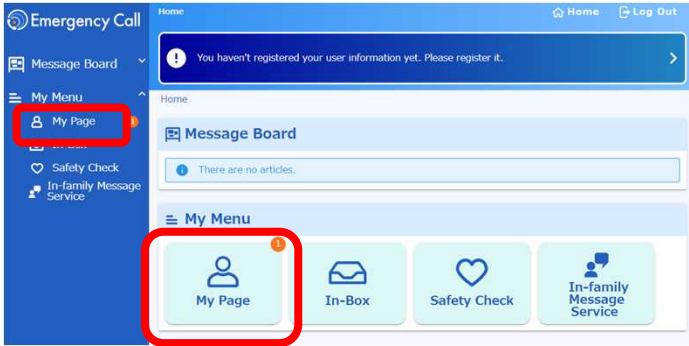 Emergency Call
Home
Home
Log Out
Message Board
You haven't registered your user information yet. Please register it.
My Menu
My Page
In-Box
Safety Check
In-family Message
Service
Home
Message Board
There are no articles.
My Menu
1
My Page
In-Box
Safety Check
In-family
Message
Service